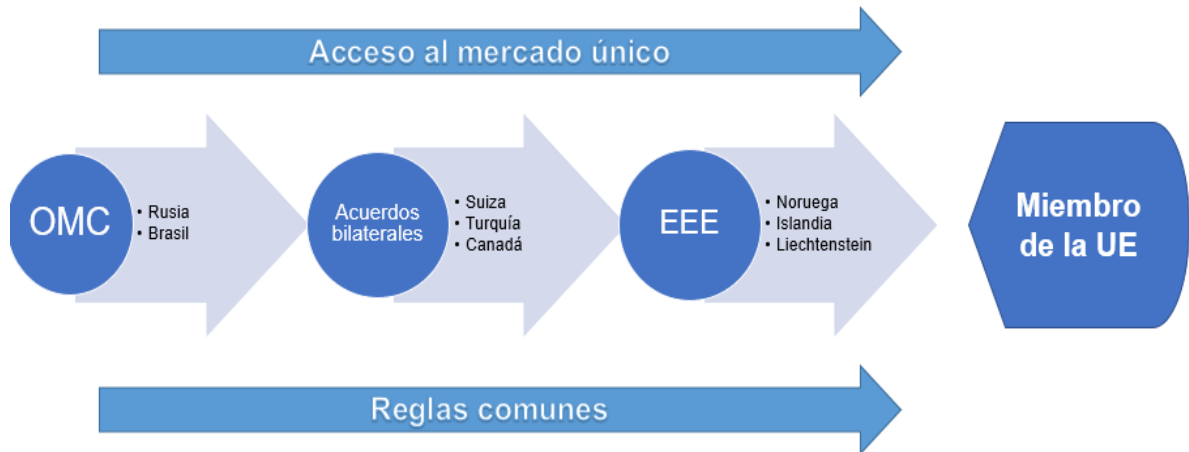 Acceso al mercado único
OMC
• Rusia
• Brasil
Acuerdos
bilaterales
• Suiza
• Turquía
• Canadá
EEE
• Noruega
• Islandia
• Liechtenstein
Miembro
de la UE
Reglas comunes